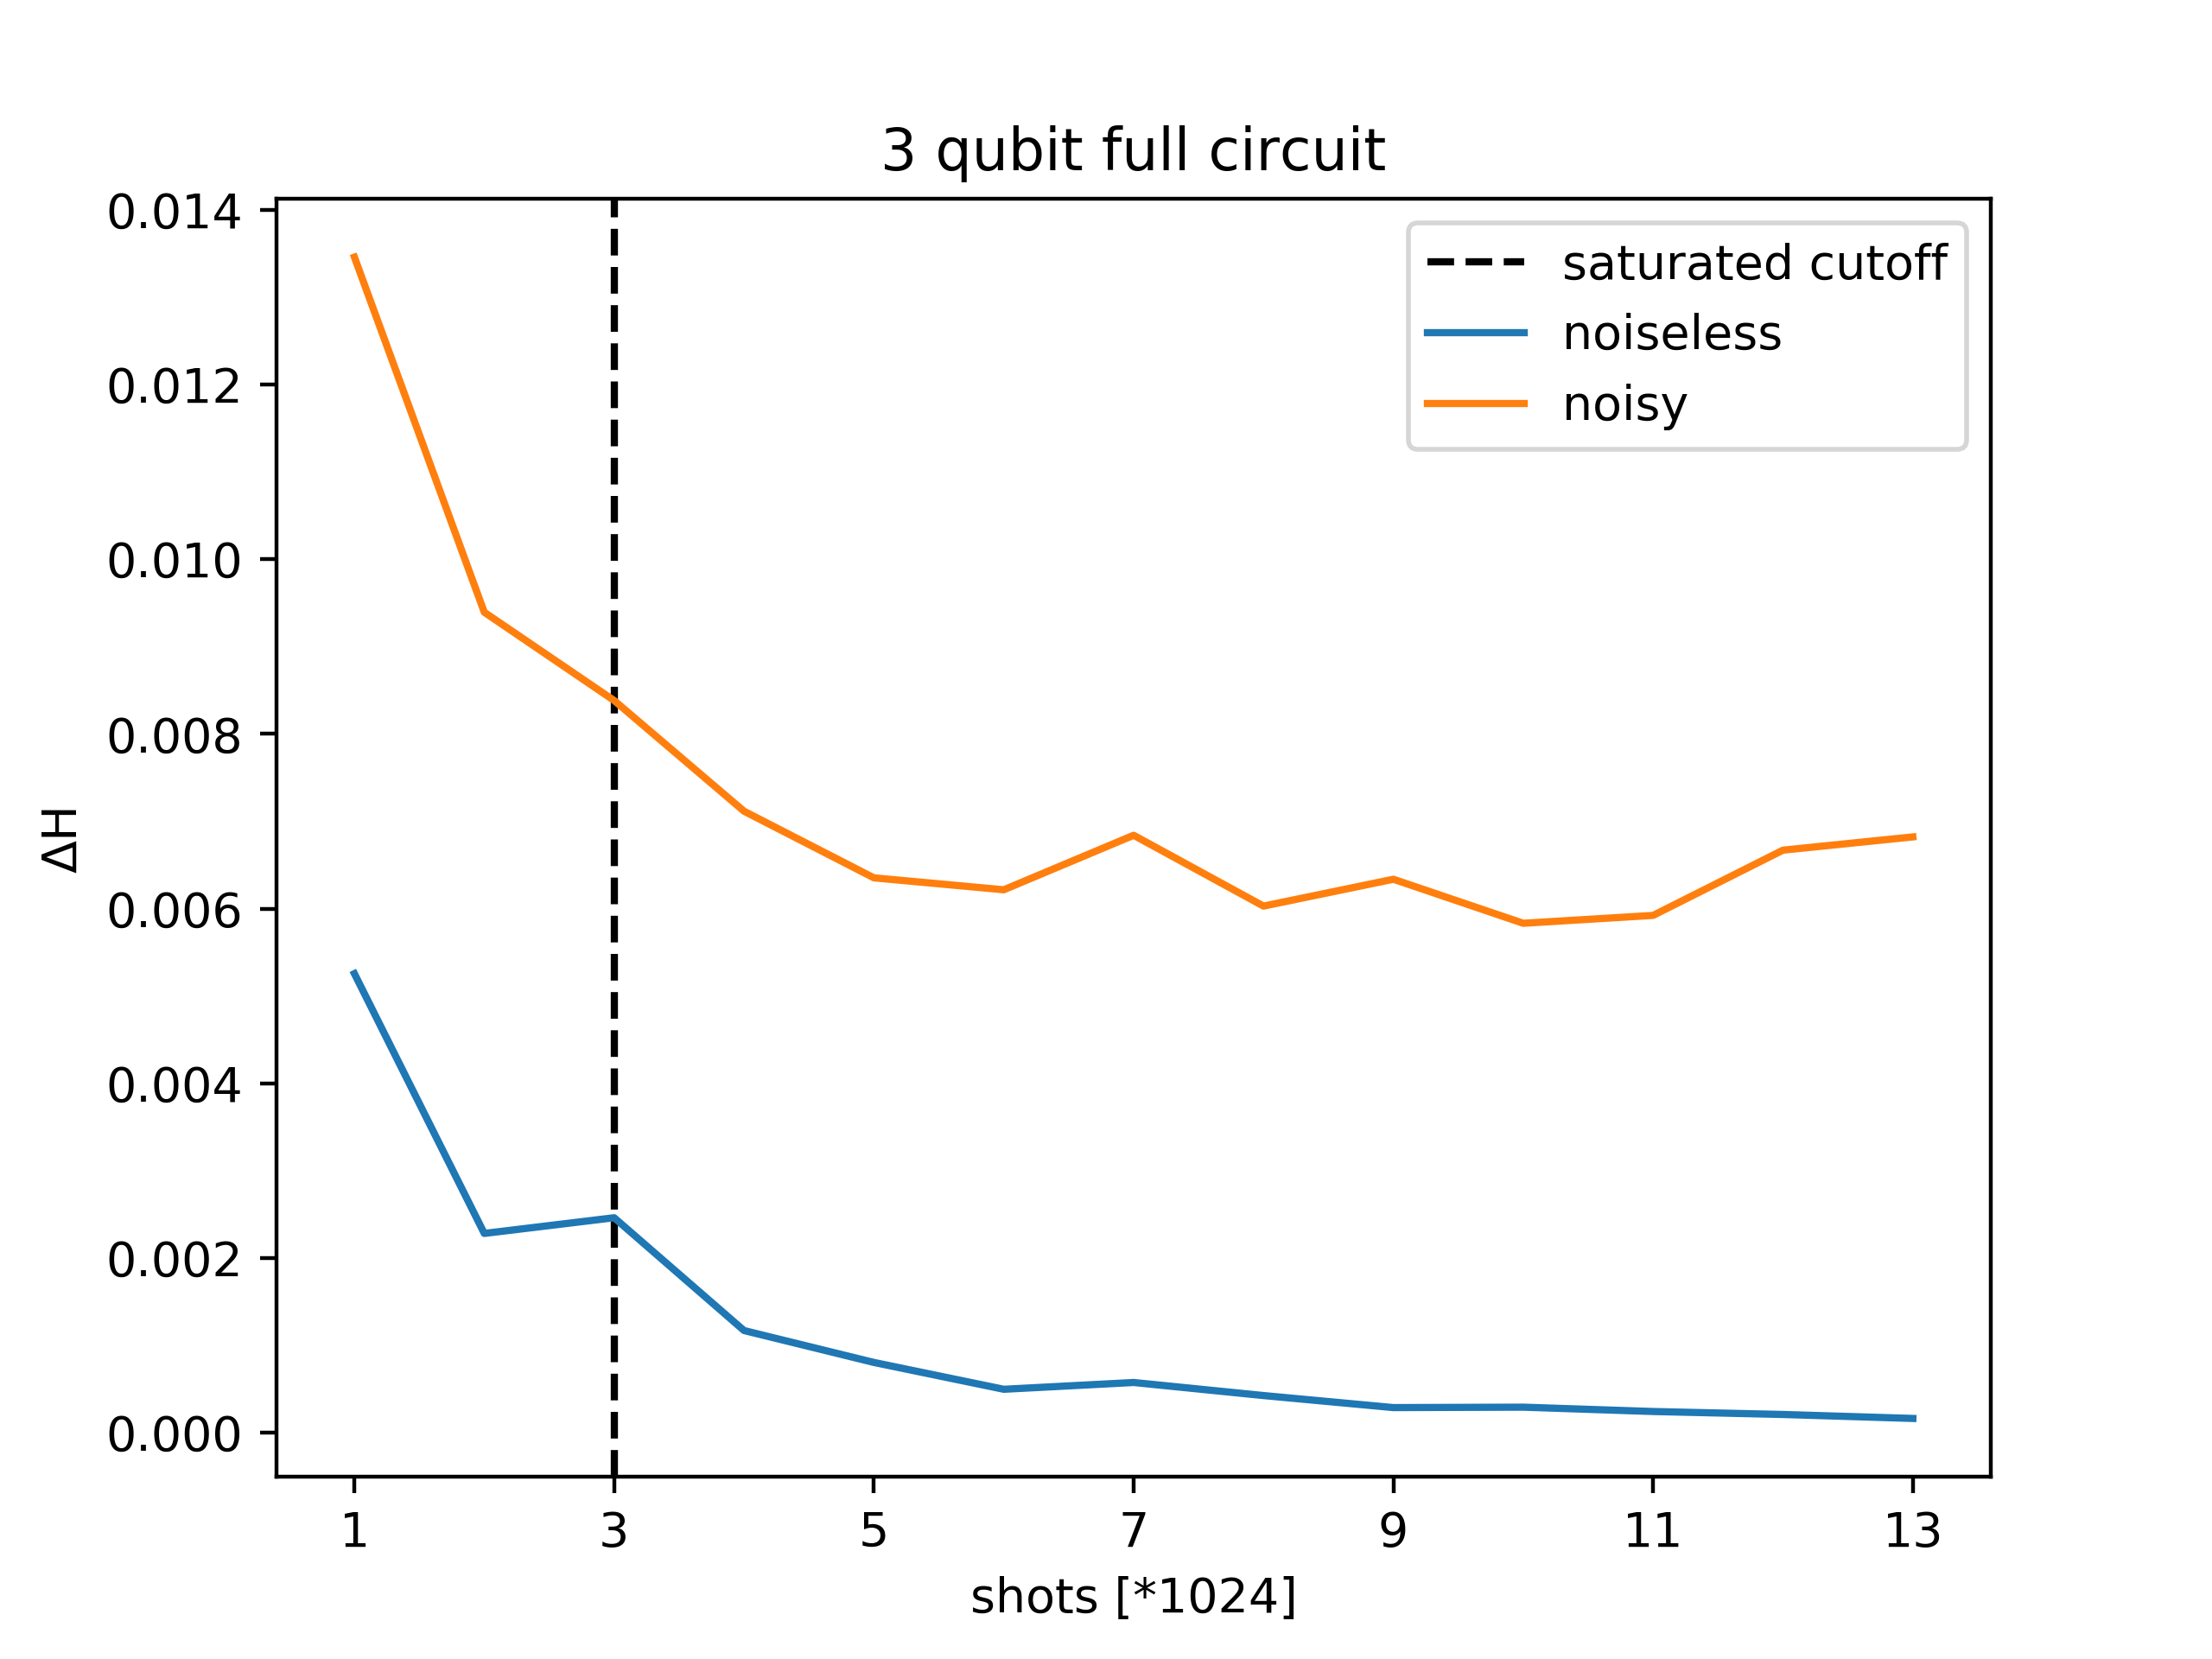 3 qubit full circuit
0.014
0.012
0.010
0.008
0.006
0.004
0.002
0.000
ΔH
saturated cutoff
noiseless
noisy
1 3 5 7 9 11 13
shots [*1024]